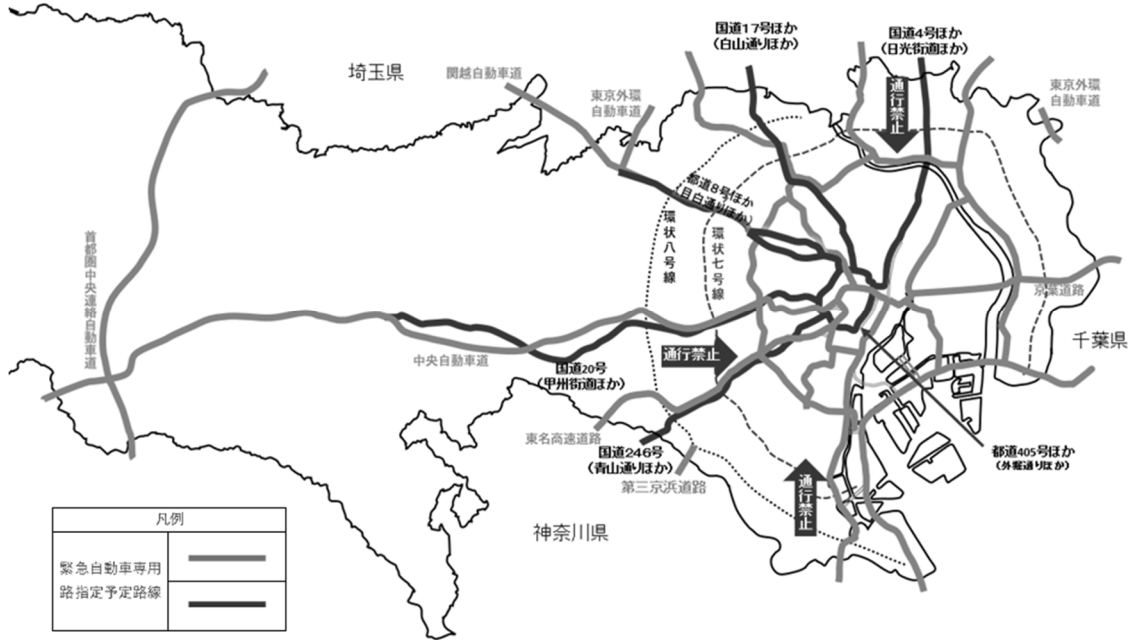 国道17号ほか
(白山通りほか)
国道4号ほか
(日光街道ほか)
埼玉県
関越自動車道
東京外環
自動車道
東京外環
自動車道
通行禁止
都道8号ほか
(目白通りほか)
環状八号線
環状七号線
首都圏中央連絡自動車道
京葉道路
千葉県
中央自動車道
通行禁止
国道20号
(甲州街道ほか)
東名高速道路
国道246号
(青山通りほか)
第三京浜道路
都道405号ほか
(外堀通りほか)
通行禁止
神奈川県
凡例
緊急自動車専用
路指定予定路線